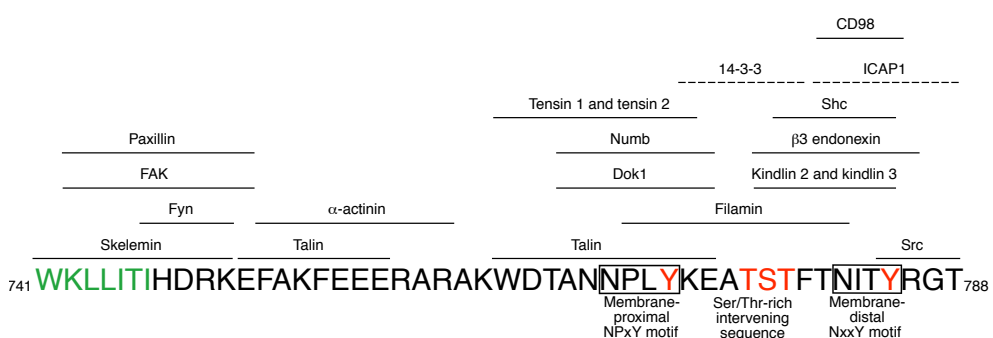 CD98
14-3-3 ICAP1
Tensin 1 and tensin 2 Shc
Paxillin Numb β3 endonexin
FAK Dok1 Kindlin 2 and kindlin 3
Fyn α-actinin Filamin
Skelemin Talin Talin Src
741 WKLLITIHDRKEFAKFEEERARAKWDTANNPLYKEATSTFTNITYRGT 788
Membrane- Ser/Thr-rich Membrane-
proximal intervening distal
NPxY motif sequence NxxY motif